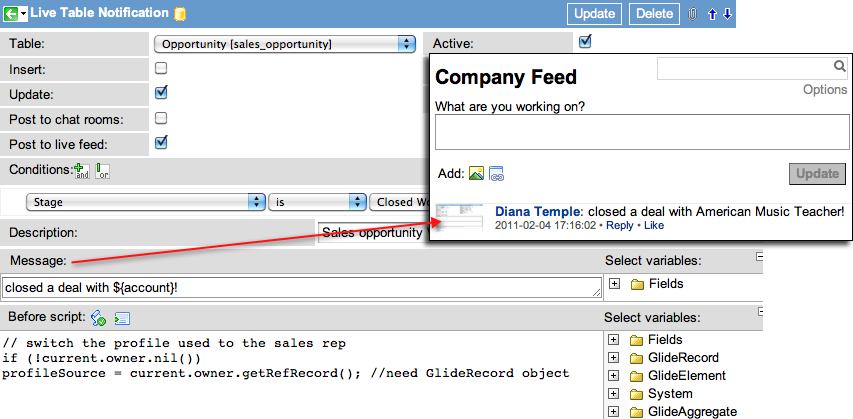 Live Table Notification
Update
Delete
Table:
Opportunity [sales_opportunity]
Active:
Insert:
Update:
Post to chat rooms:
Post to live feed:
Conditions:
and
or
Stage
is
Closed
Description:
Sales opportunity
Message:
Select variables:
closed a deal with ${account}!
Fields
Before script:
Select variables:
// switch the profile used to the sales rep
if (!current.owner.nil())
profileSource = current.owner.getRefRecord(); //need GlideRecord object
Fields
GlideRecord
GlideElement
System
GlideAggregate
Company Feed
Options
What are you working on?
Add:
Update
Diana Temple: closed a deal with American Music Teacher!
2011-02-04 17:16:02 • Reply • Like